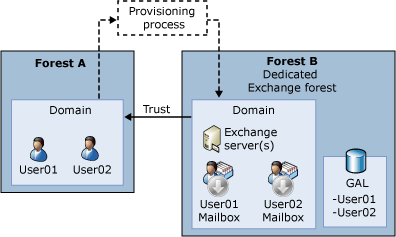 Provisioning
process
Forest A
Domain
User01
User02
Trust
Forest B
Dedicated
Exchange forest
Domain
Exchange
server(s)
User01
Mailbox
User02
Mailbox
GAL
-User01
-User02